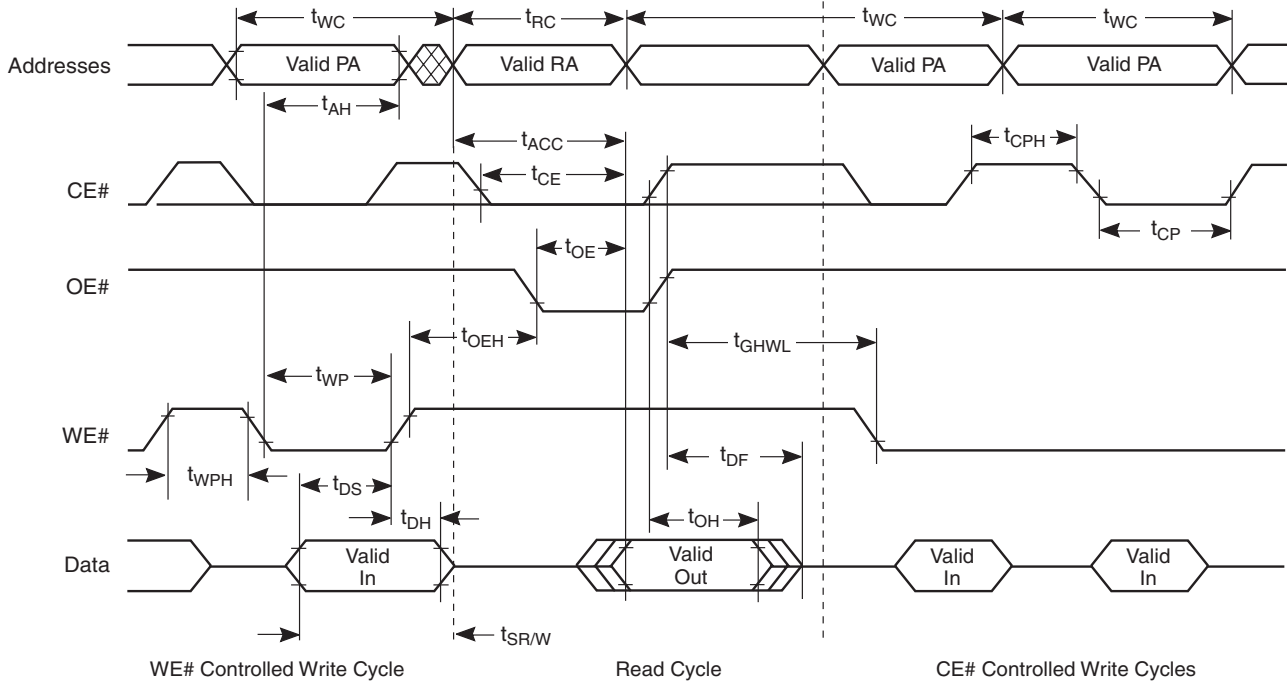 tWC tRC tWC tWC
Addresses Valid PA Valid RA Valid PA Valid PA
tAH
tACC tCPH
CE# tCE
tOE tCP
OE#
tOEH tGHWL
tWP
WE#
tWPH tDS tDF
tDH tOH
Data Valid In Valid Out Valid In Valid In
tSR/W
WE# Controlled Write Cycle Read Cycle CE# Controlled Write Cycles